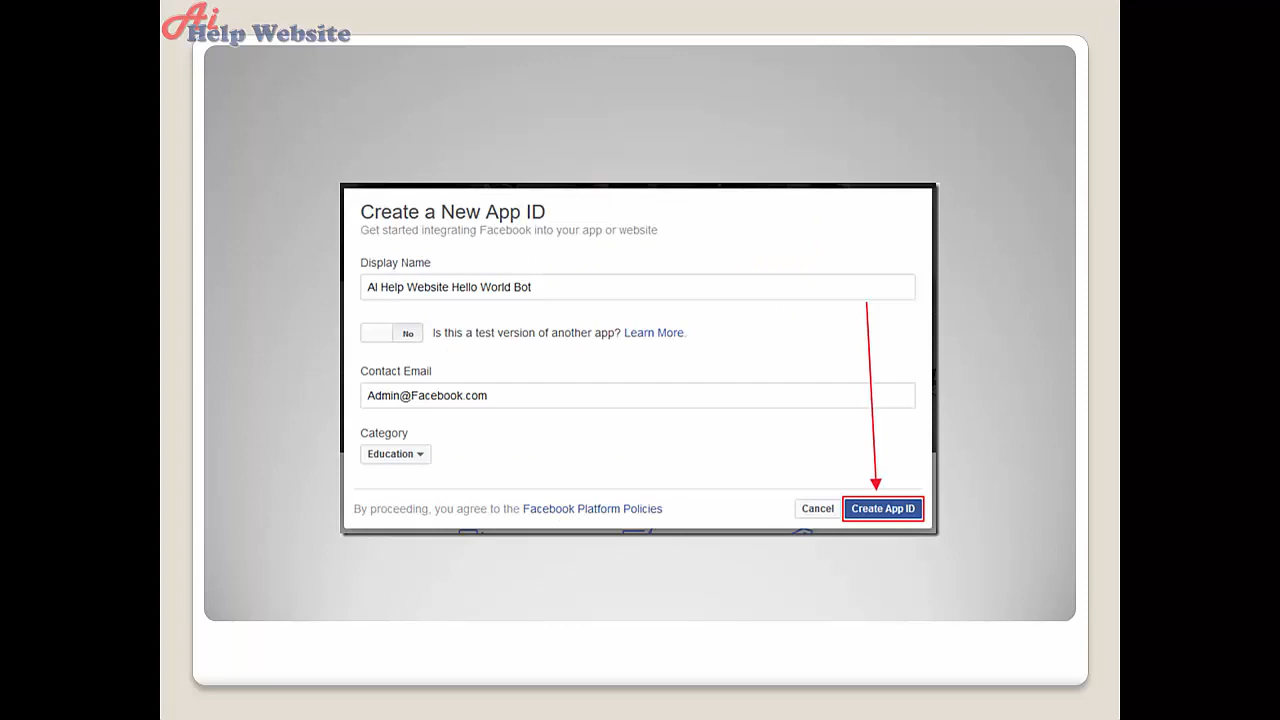 Ai
Help Website
Create a New App ID
Get started integrating Facebook into your app or website
Display Name
AI Help Website Hello World Bot
No Is this a test version of another app? Learn More.
Contact Email
Admin@Facebook.com
Category
Education
By proceeding, you agree to the Facebook Platform Policies Cancel Create App ID